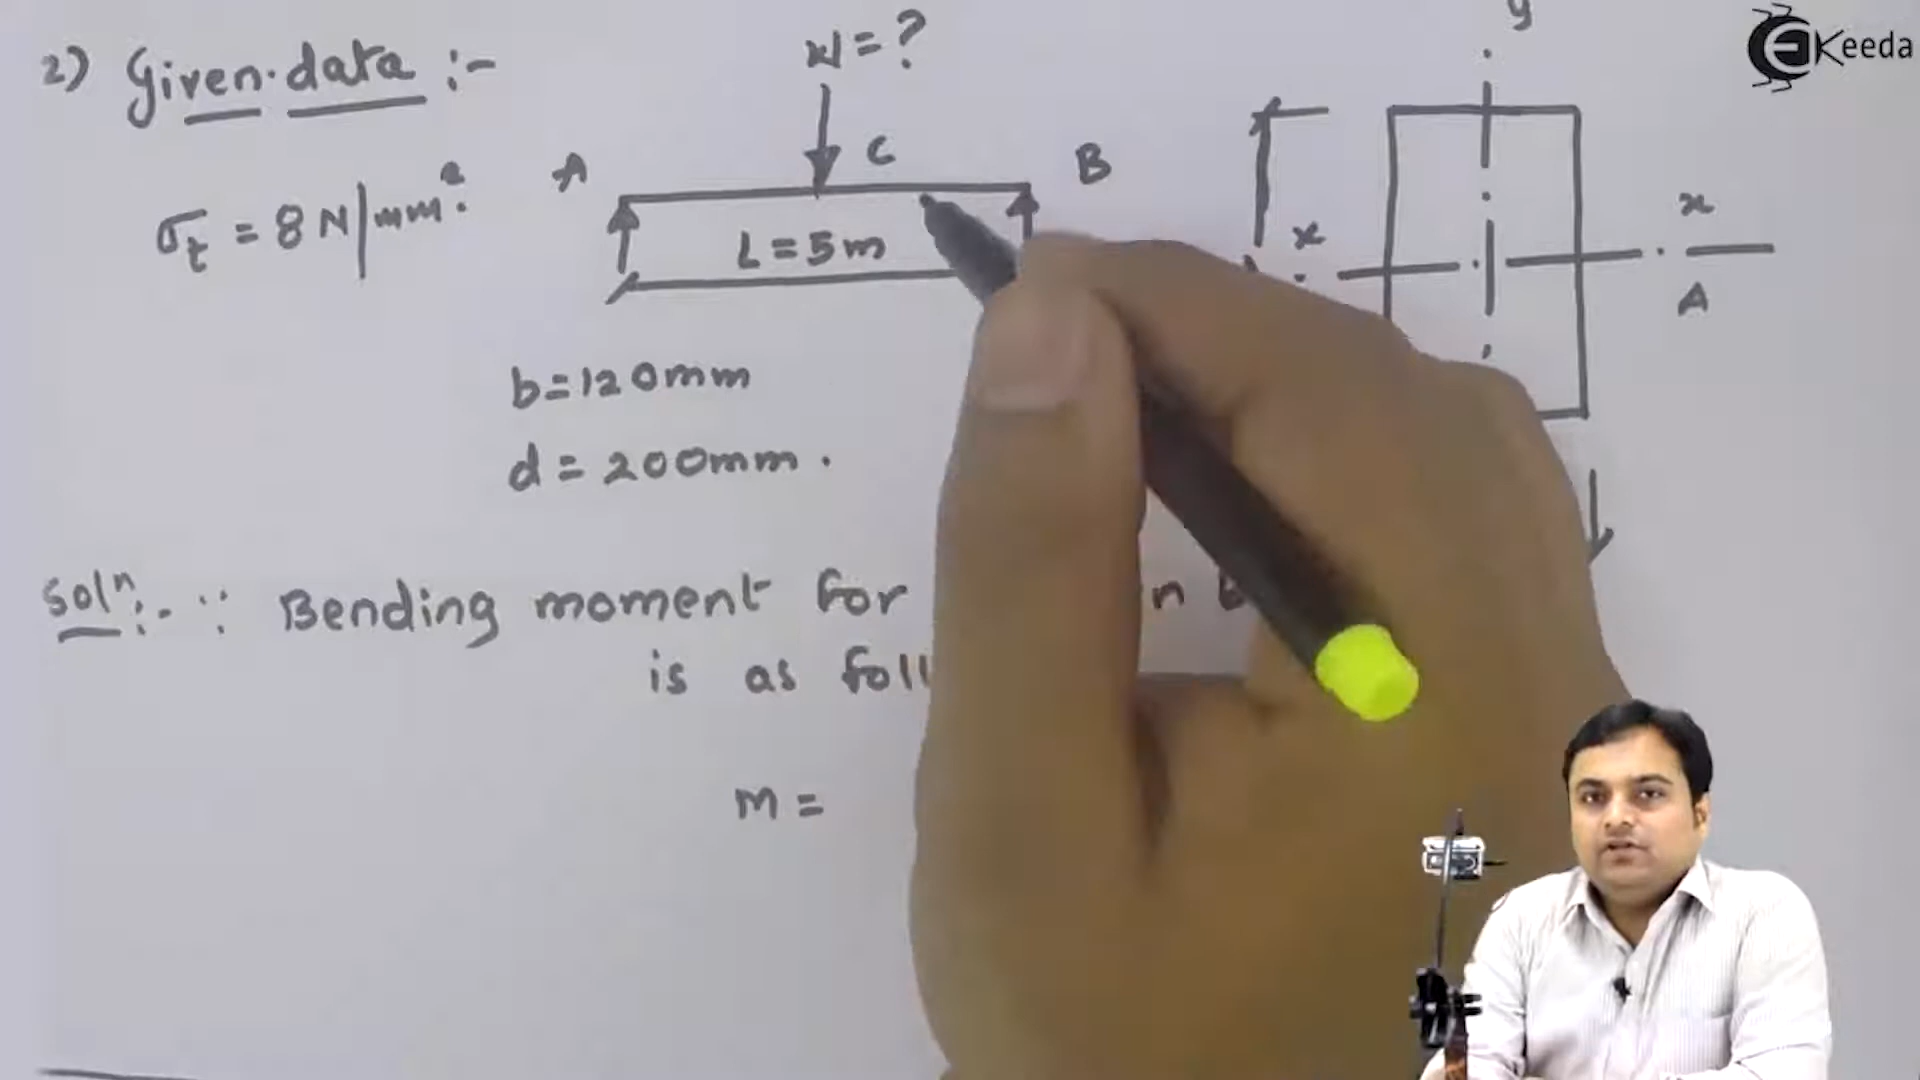 2) Given data :-
W = ?
y
EKeeda
A
C
B
σt = 8 N/mm²
L = 5m
x
x
A
b = 120mm
d = 200mm.
Soln :- ∵ Bending moment for
is as foll
m =